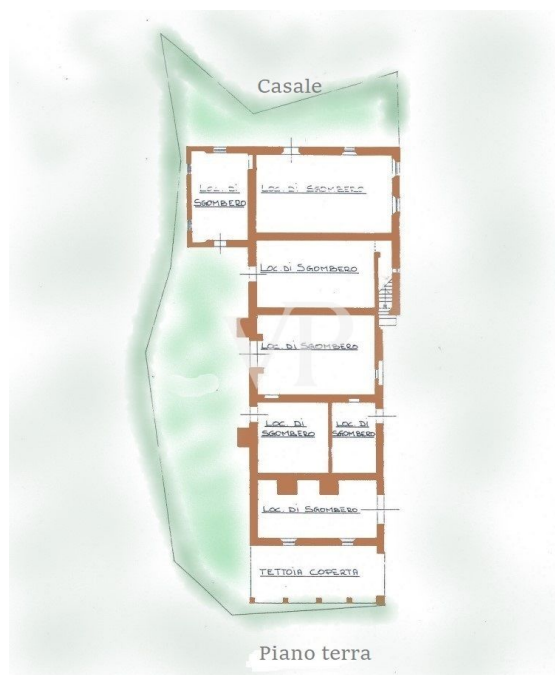 Casale
LOC. DI
SGOMBERO
LOC. DI SGOMBERO
LOC. DI SGOMBERO
VP
LOC. DI SGOMBERO
LOC. DI
SGOMBERO
LOC. DI
SGOMBERO
LOC. DI SGOMBERO
TETTOIA COPERTA
Piano terra